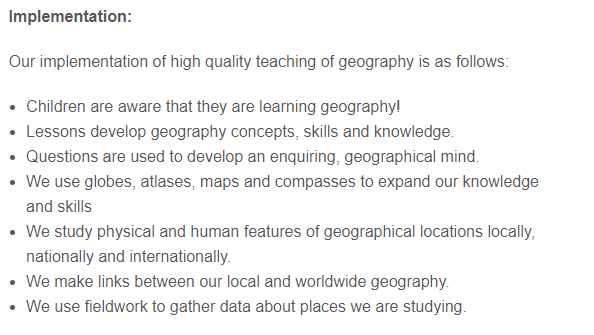 Implementation:
Our implementation of high quality teaching of geography is as follows:
• Children are aware that they are learning geography!
• Lessons develop geography concepts, skills and knowledge.
• Questions are used to develop an enquiring, geographical mind.
• We use globes, atlases, maps and compasses to expand our knowledge
and skills
• We study physical and human features of geographical locations locally,
nationally and internationally.
• We make links between our local and worldwide geography.
• We use fieldwork to gather data about places we are studying.